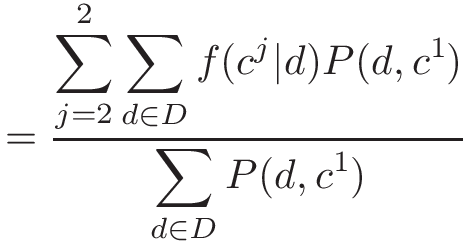 = \frac{\sum_{j=2}^{2} \sum_{d \in D} f(c^j|d)P(d, c^1)}{\sum_{d \in D} P(d, c^1)}